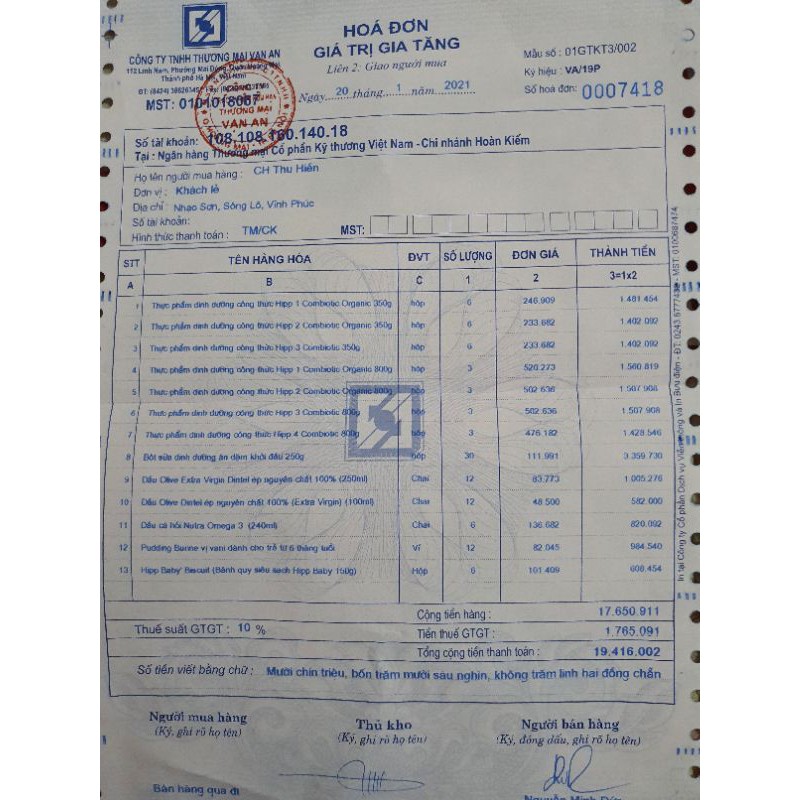 HOÁ ĐƠN
GIÁ TRỊ GIA TĂNG
Liên 2: Giao người mua
Ngày 20 tháng 1 năm 2021
Mẫu số : 01GTKT3/002
Ký hiệu : VA/19P
Số hoá đơn: 0007418
CÔNG TY TNHH THƯƠNG MẠI VAN AN
MST: 0101018067
THƯƠNG MẠI
VAN AN
Số tài khoản: 108.108.160.140.18
Tại : Ngân hàng Thương mại Cổ phần Kỹ thương Việt Nam - Chi nhánh Hoàn Kiếm
Họ tên người mua hàng : CH Thu Hiền
Đơn vị : Khách lẻ
Địa chỉ : Nhạo Sơn, Sông Lô, Vĩnh Phúc
Số tài khoản:
Hình thức thanh toán : TM/CK MST:
STT TÊN HÀNG HÓA ĐVT SỐ LƯỢNG ĐƠN GIÁ THÀNH TIỀN
A B C 1 2 3=1x2
1 Thực phẩm dinh dưỡng công thức Hipp 1 Combiotic Organic 350g hộp 6 246.909 1.481.454
2 Thực phẩm dinh dưỡng công thức Hipp 2 Combiotic Organic 350g hộp 6 233.682 1.402.092
3 Thực phẩm dinh dưỡng công thức Hipp 3 Combiotic 350g hộp 6 233.682 1.402.092
4 Thực phẩm dinh dưỡng công thức Hipp 1 Combiotic Organic 800g hộp 3 520.273 1.560.819
5 Thực phẩm dinh dưỡng công thức Hipp 2 Combiotic Organic 800g hộp 3 502.636 1.507.908
6 Thực phẩm dinh dưỡng công thức Hipp 3 Combiotic 800g hộp 3 502.636 1.507.908
7 Thực phẩm dinh dưỡng công thức Hipp 4 Combiotic 800g hộp 3 476.182 1.428.546
8 Bột sữa dinh dưỡng ăn dặm khởi đầu 250g hộp 30 111.991 3.359.730
9 Dầu Olive Extra Virgin Dintel ép nguyên chất 100% (250ml) Chai 12 83.773 1.005.276
10 Dầu Olive Dintel ép nguyên chất 100% (Extra Virgin) (100ml) Chai 12 48.500 582.000
11 Dầu cá hồi Nutra Omega 3 (240ml) Chai 6 136.682 820.092
12 Pudding Banne vị vani dành cho trẻ từ 6 tháng tuổi Vỉ 12 82.045 984.540
13 Hipp Baby Biscuit (Bánh quy siêu sạch Hipp Baby 150g) Hộp 6 101.409 608.454
Cộng tiền hàng : 17.650.911
Thuế suất GTGT : 10 % Tiền thuế GTGT : 1.765.091
Tổng cộng tiền thanh toán : 19.416.002
Số tiền viết bằng chữ : Mười chín triệu, bốn trăm mười sáu nghìn, không trăm linh hai đồng chẵn
Người mua hàng Thủ kho Người bán hàng
(Ký, ghi rõ họ tên) (Ký, ghi rõ họ tên) (Ký, đóng dấu, ghi rõ họ tên)
Bán hàng qua đi